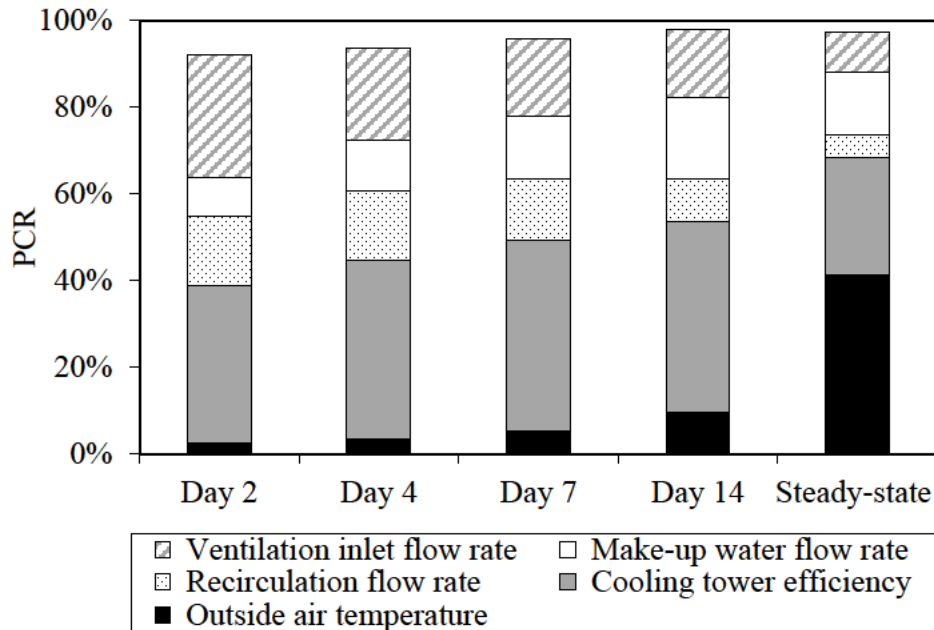 100%
80%
60%
40%
20%
0%
PCR
Day 2 Day 4 Day 7 Day 14 Steady-state
Ventilation inlet flow rate Make-up water flow rate
Recirculation flow rate Cooling tower efficiency
Outside air temperature